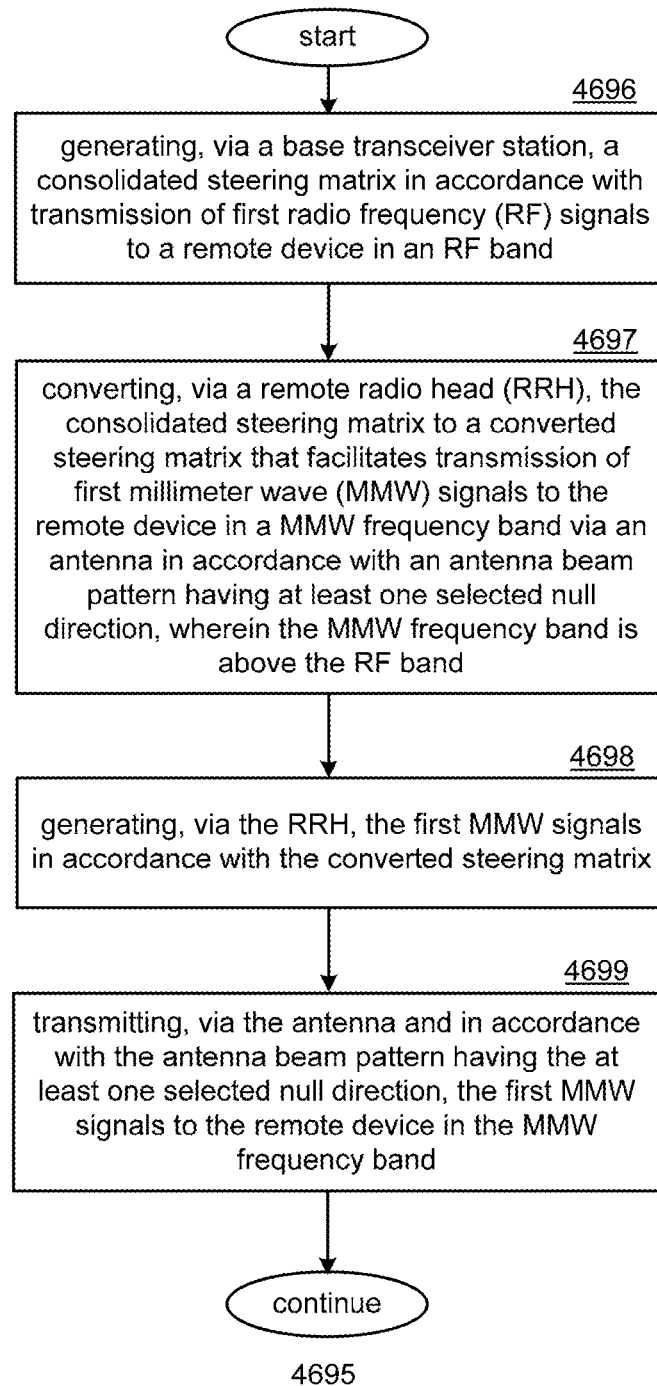 start
4696
generating, via a base transceiver station, a
consolidated steering matrix in accordance with
transmission of first radio frequency (RF) signals
to a remote device in an RF band
4697
converting, via a remote radio head (RRH), the
consolidated steering matrix to a converted
steering matrix that facilitates transmission of
first millimeter wave (MMW) signals to the
remote device in a MMW frequency band via an
antenna in accordance with an antenna beam
pattern having at least one selected null
direction, wherein the MMW frequency band is
above the RF band
4698
generating, via the RRH, the first MMW signals
in accordance with the converted steering matrix
4699
transmitting, via the antenna and in accordance
with the antenna beam pattern having the at
least one selected null direction, the first MMW
signals to the remote device in the MMW
frequency band
continue
4695